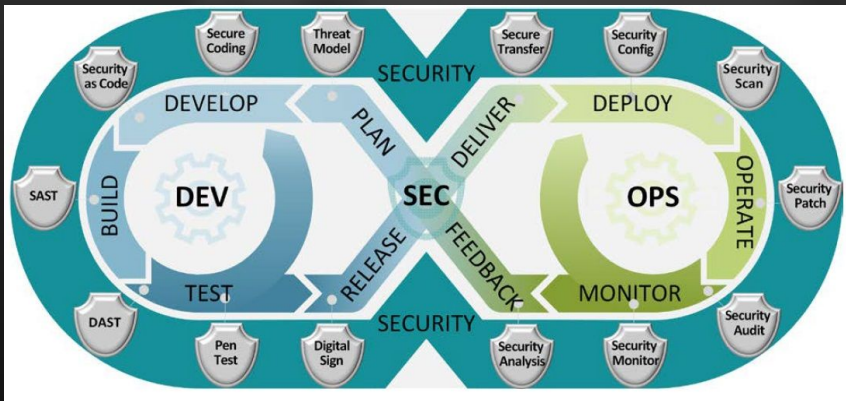 Secure
Coding
Threat
Model
Secure
Transfer
Security
Config
Security
as Code
SECURITY
Security
Scan
DEVELOP
PLAN
DELIVER
DEPLOY
SAST
BUILD
DEV
SEC
OPS
OPERATE
Security
Patch
TEST
RELEASE
FEEDBACK
MONITOR
DAST
SECURITY
Security
Audit
Pen
Test
Digital
Sign
Security
Analysis
Security
Monitor